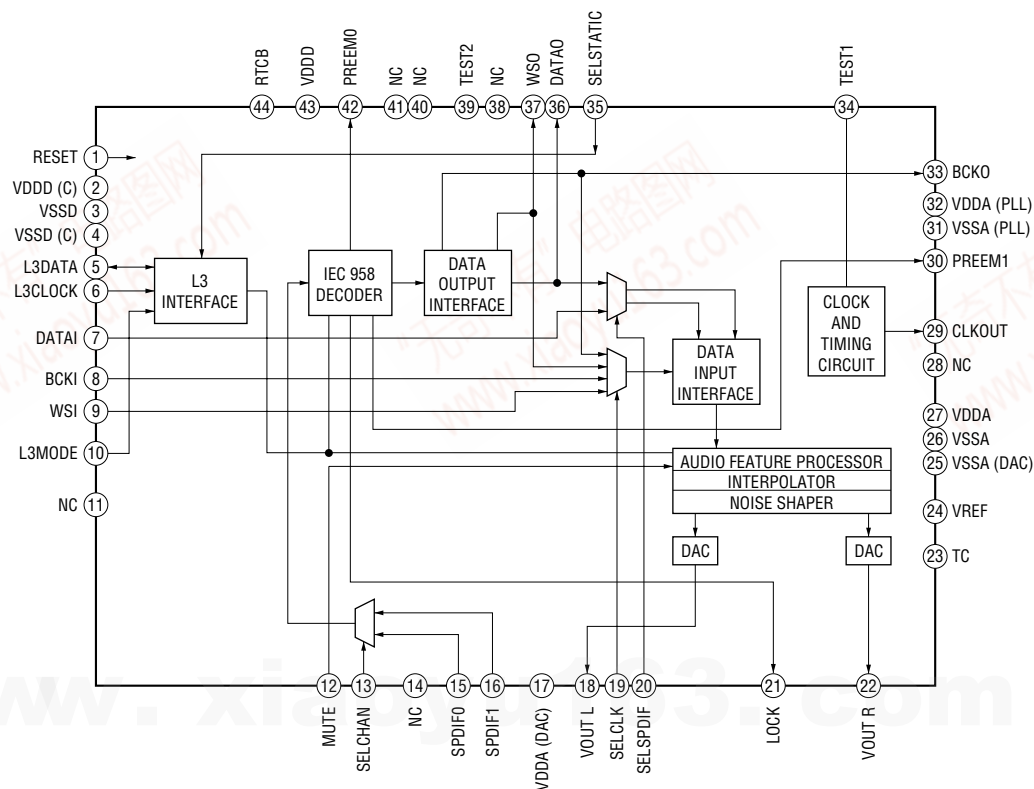 RTCB
VDDD
PREEM0
NC
NC
TEST2
NC
WSO
DATAO
SELSTATIC
TEST1
44
43
42
41
40
39
38
37
36
35
34
RESET 1
VDDD (C) 2
VSSD 3
VSSD (C) 4
L3DATA 5
L3CLOCK 6
DATAI 7
BCKI 8
WSI 9
L3MODE 10
NC 11
L3
INTERFACE
IEC 958
DECODER
DATA
OUTPUT
INTERFACE
DATA
INPUT
INTERFACE
CLOCK
AND
TIMING
CIRCUIT
AUDIO FEATURE PROCESSOR
INTERPOLATOR
NOISE SHAPER
DAC
DAC
33 BCKO
32 VDDA (PLL)
31 VSSA (PLL)
30 PREEM1
29 CLKOUT
28 NC
27 VDDA
26 VSSA
25 VSSA (DAC)
24 VREF
23 TC
12
13
14
15
16
17
18
19
20
21
22
MUTE
SELCHAN
NC
SPDIF0
SPDIF1
VDDA (DAC)
VOUT L
SELCLK
SELSPDIF
LOCK
VOUT R
www.xiaoyu163.com